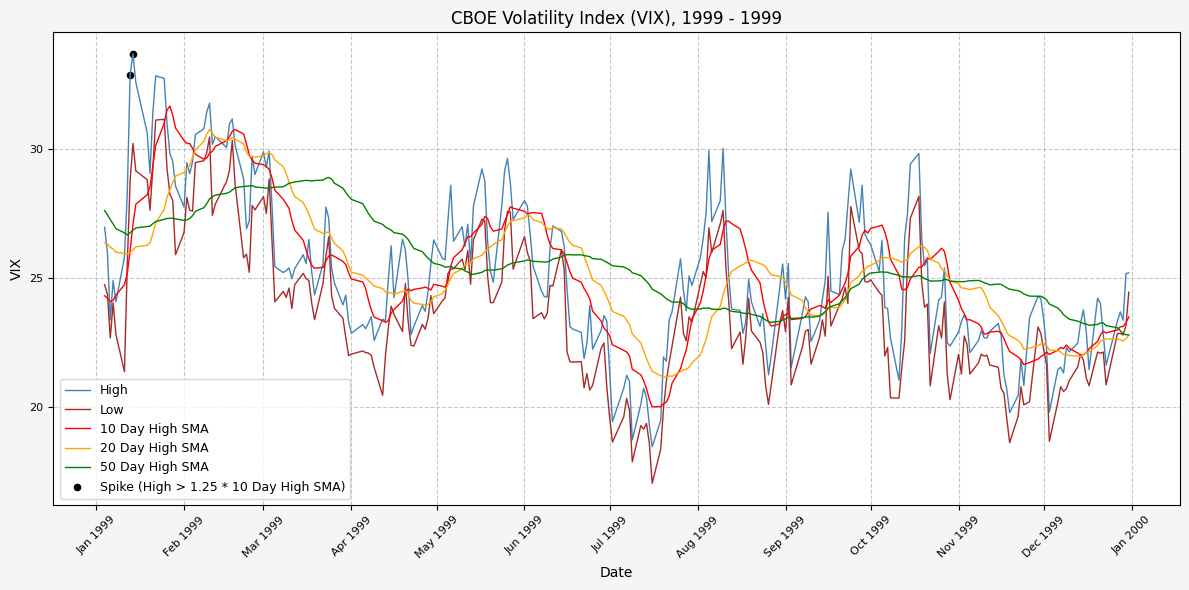 CBOE Volatility Index (VIX), 1999 - 1999
VIX
30
25
20
High
Low
10 Day High SMA
20 Day High SMA
50 Day High SMA
Spike (High > 1.25 * 10 Day High SMA)
Jan 1999
Feb 1999
Mar 1999
Apr 1999
May 1999
Jun 1999
Jul 1999
Aug 1999
Sep 1999
Oct 1999
Nov 1999
Dec 1999
Jan 2000
Date